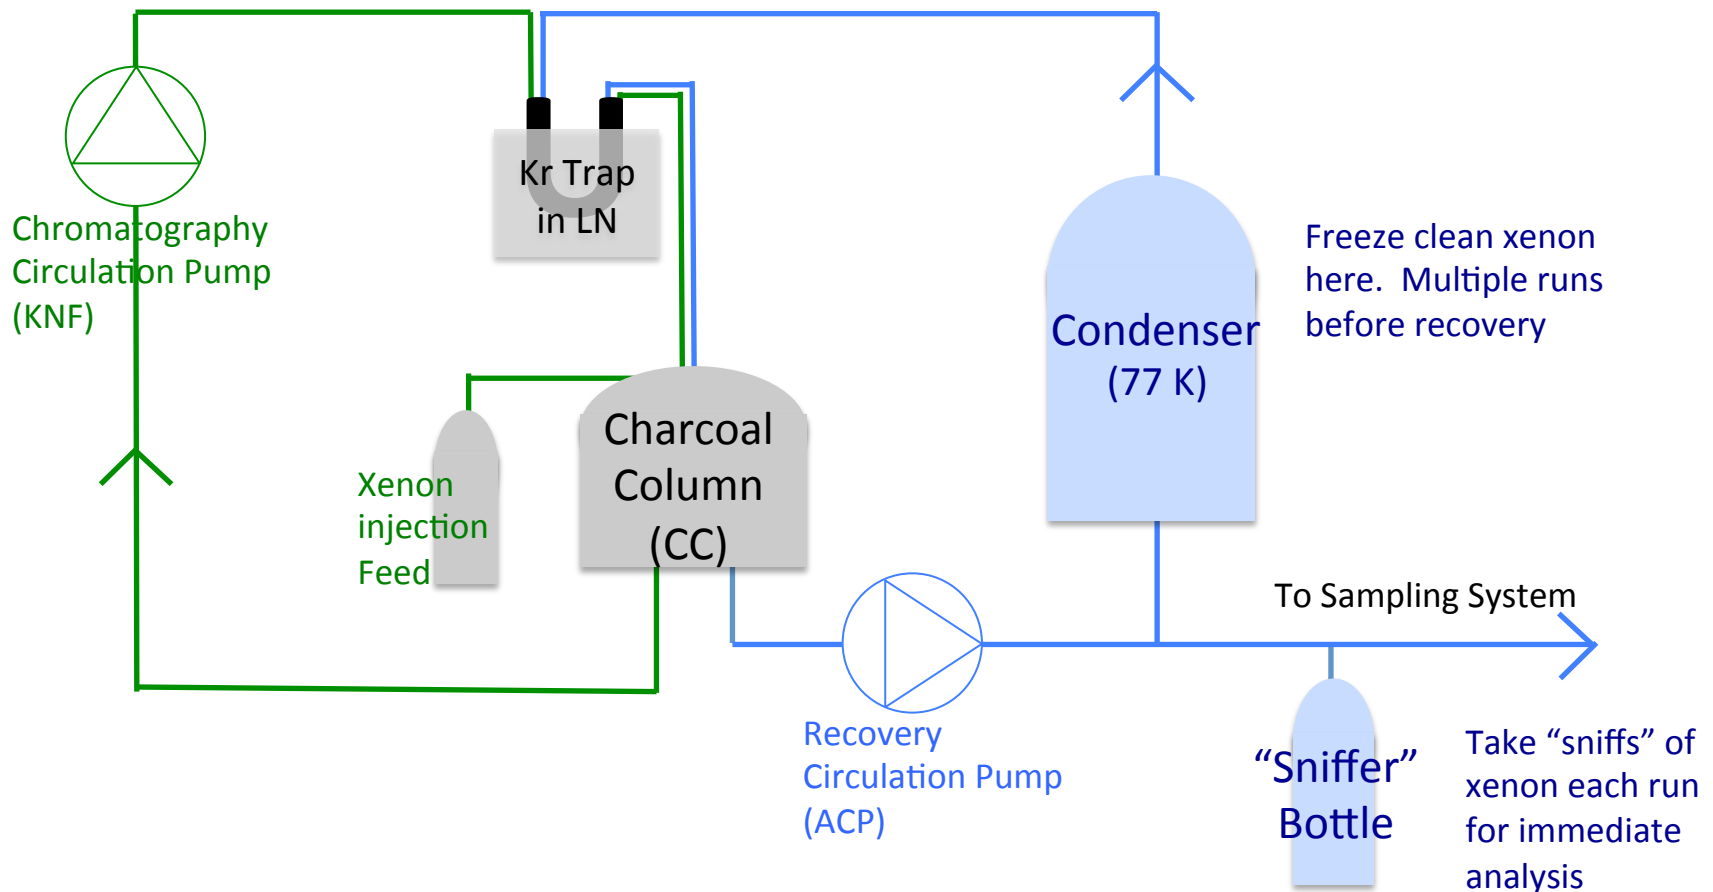 Kr Trap
in LN
Chromatography
Circulation Pump
(KNF)
Freeze clean xenon
here. Multiple runs
before recovery
Condenser
(77 K)
Charcoal
Column
(CC)
Xenon
injection
Feed
To Sampling System
Recovery
Circulation Pump
(ACP)
“Sniffer”
Bottle
Take “sniffs” of
xenon each run
for immediate
analysis